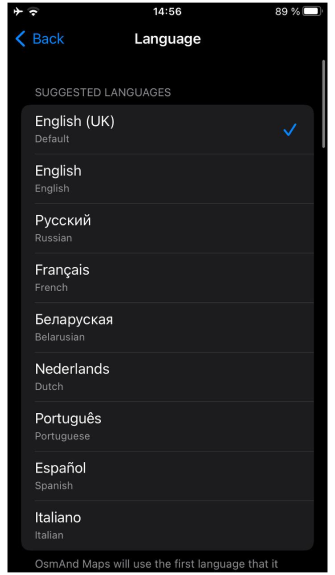 14:56
89 %
Back
Language
SUGGESTED LANGUAGES
English (UK)
Default
English
English
Русский
Russian
Français
French
Беларуская
Belarusian
Nederlands
Dutch
Português
Portuguese
Español
Spanish
Italiano
Italian
OsmAnd Maps will use the first language that it